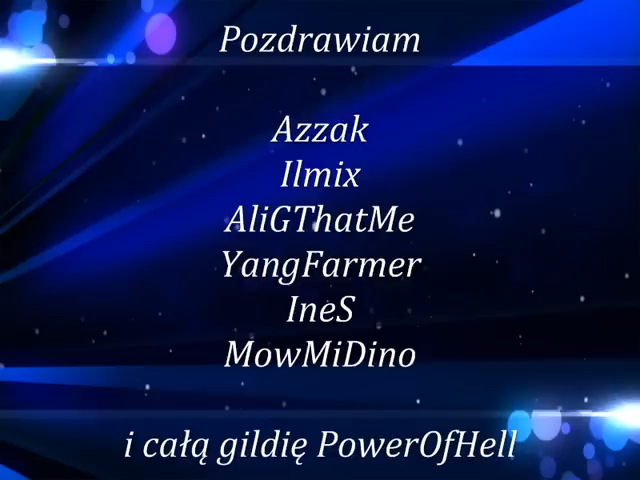 Pozdrawiam
Azzak
Ilmix
AliGThatMe
YangFarmer
IneS
MowMiDino
i całą gildię PowerOfHell